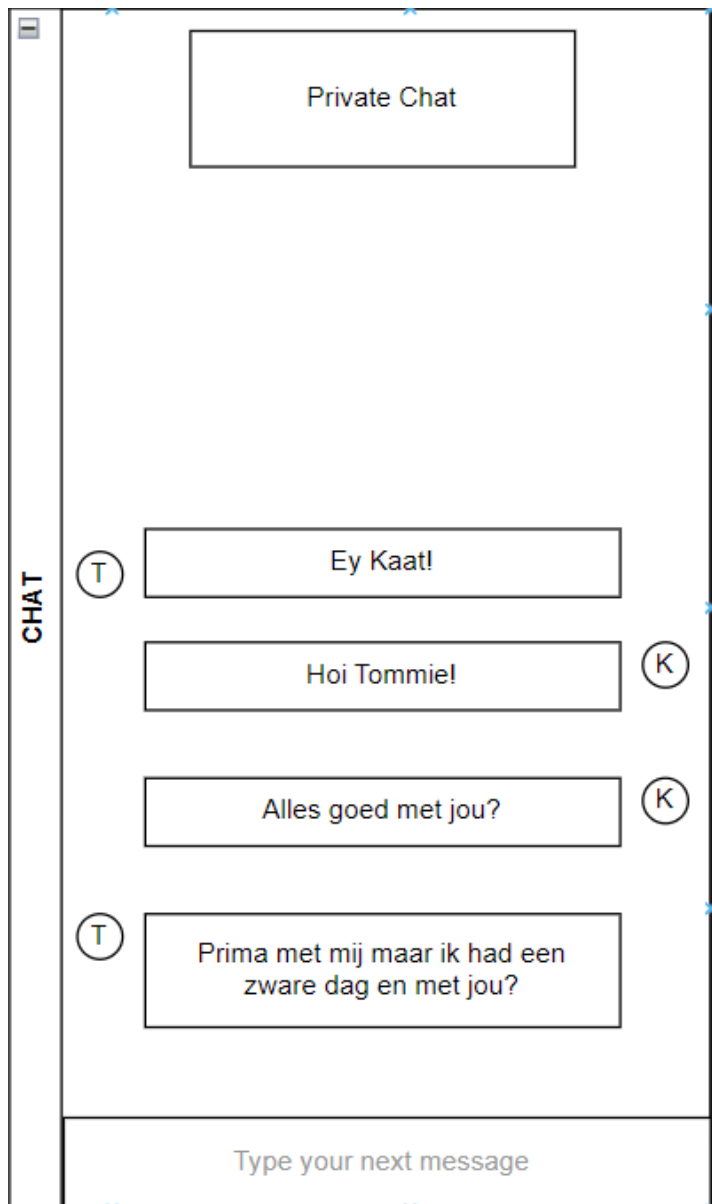 Private Chat
CHAT
T
Ey Kaat!
Hoi Tommie!
K
Alles goed met jou?
K
T
Prima met mij maar ik had een
zware dag en met jou?
Type your next message